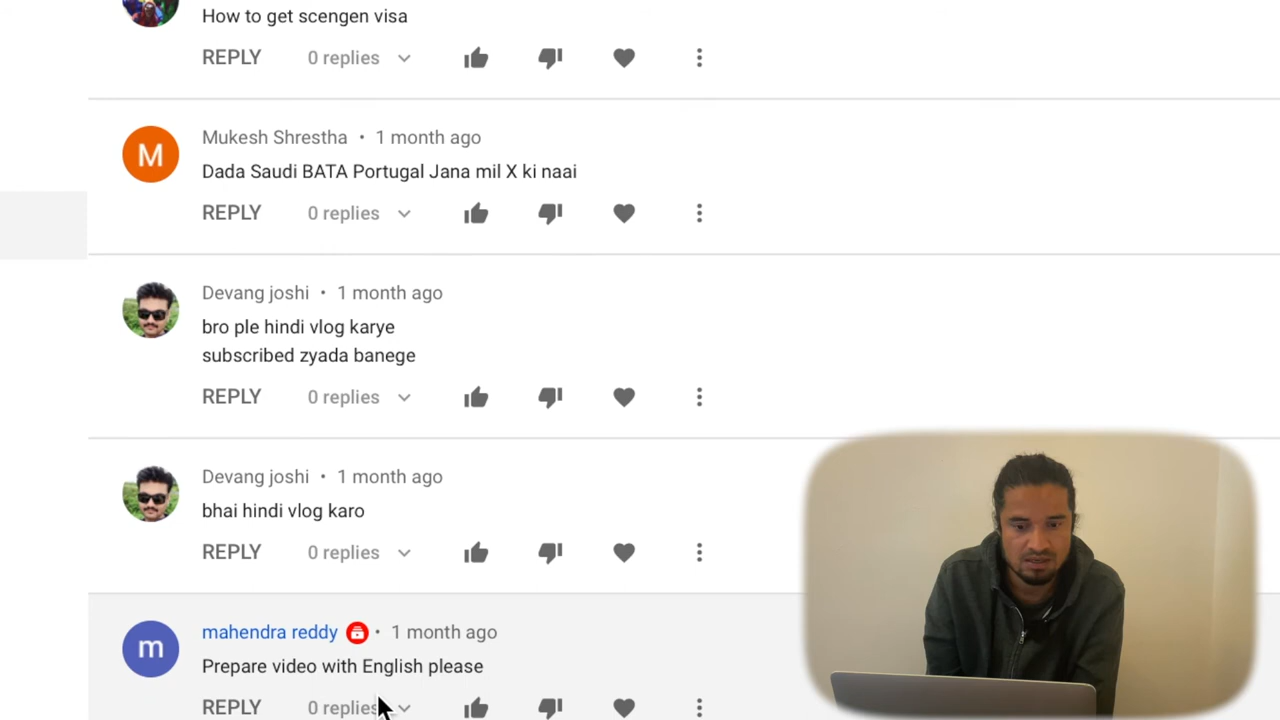 How to get scengen visa
REPLY 0 replies
M
Mukesh Shrestha • 1 month ago
Dada Saudi BATA Portugal Jana mil X ki naai
REPLY 0 replies
Devang joshi • 1 month ago
bro ple hindi vlog karye
subscribed zyada banege
REPLY 0 replies
Devang joshi • 1 month ago
bhai hindi vlog karo
REPLY 0 replies
m
mahendra reddy • 1 month ago
Prepare video with English please
REPLY 0 replies